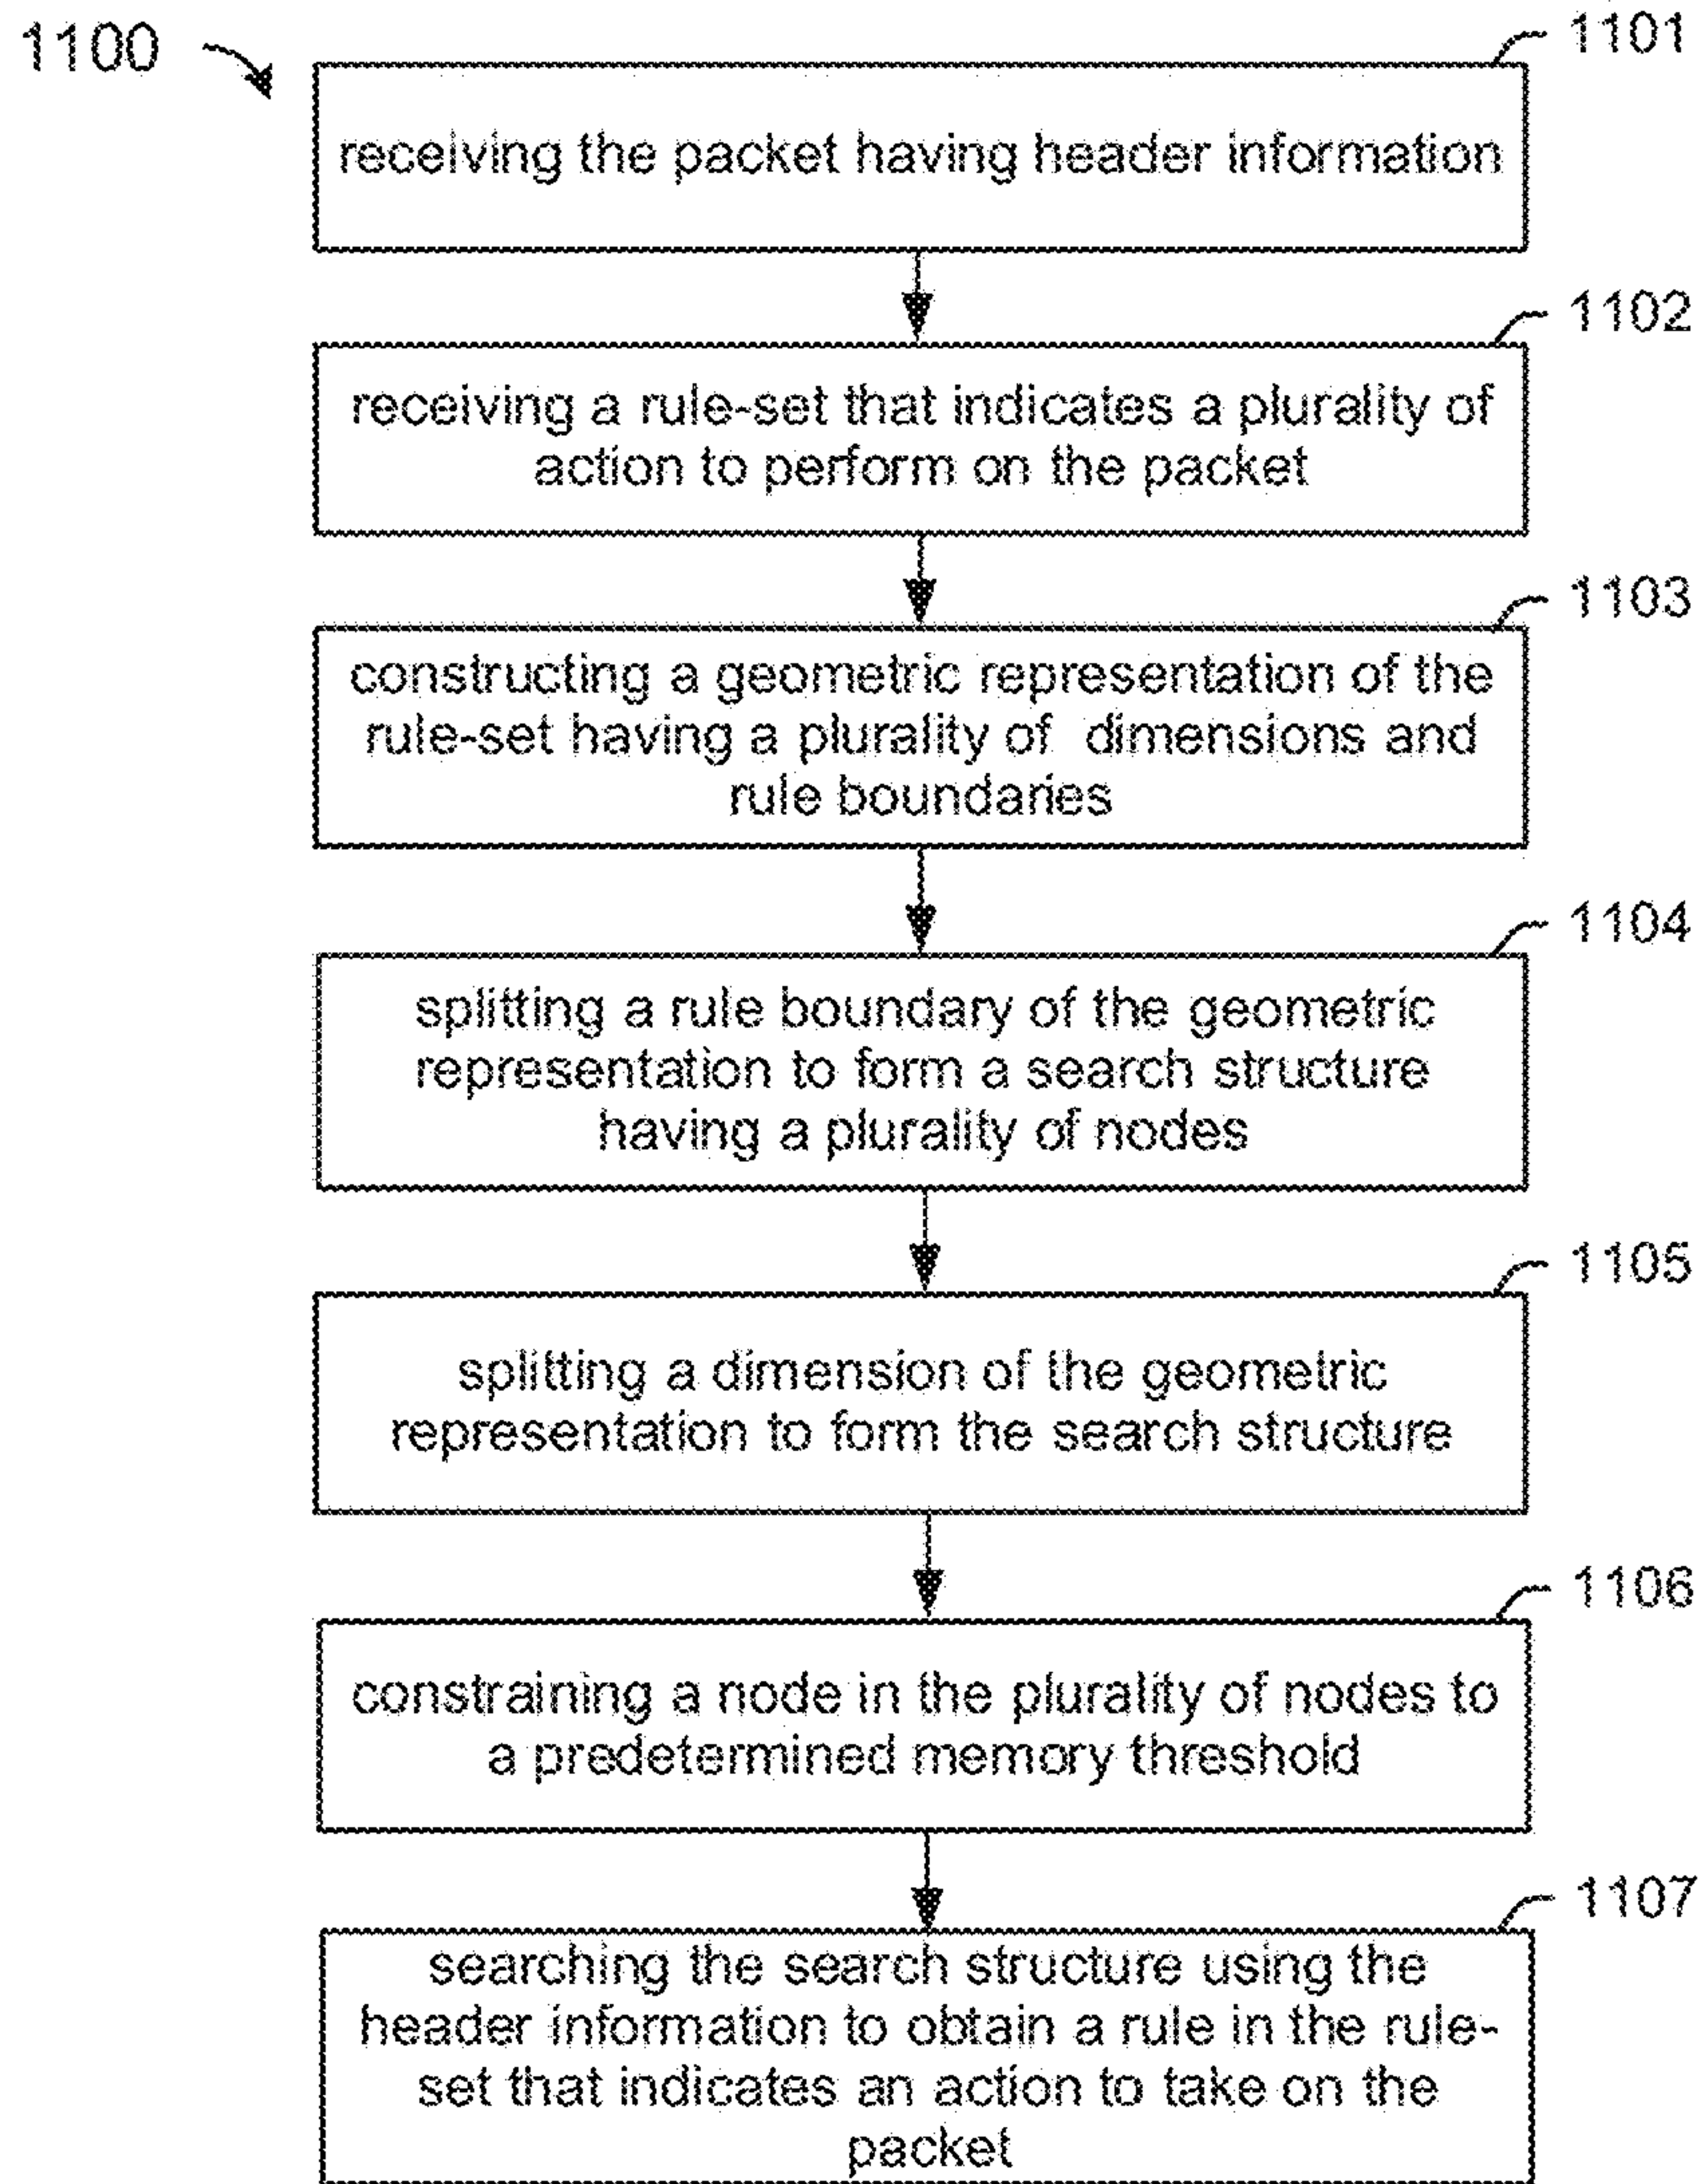 1100
1101
receiving the packet having header information
1102
receiving a rule-set that indicates a plurality of
action to perform on the packet
1103
constructing a geometric representation of the
rule-set having a plurality of dimensions and
rule boundaries
1104
splitting a rule boundary of the geometric
representation to form a search structure
having a plurality of nodes
1105
splitting a dimension of the geometric
representation to form the search structure
1106
constraining a node in the plurality of nodes to
a predetermined memory threshold
1107
searching the search structure using the
header information to obtain a rule in the rule-
set that indicates an action to take on the
packet